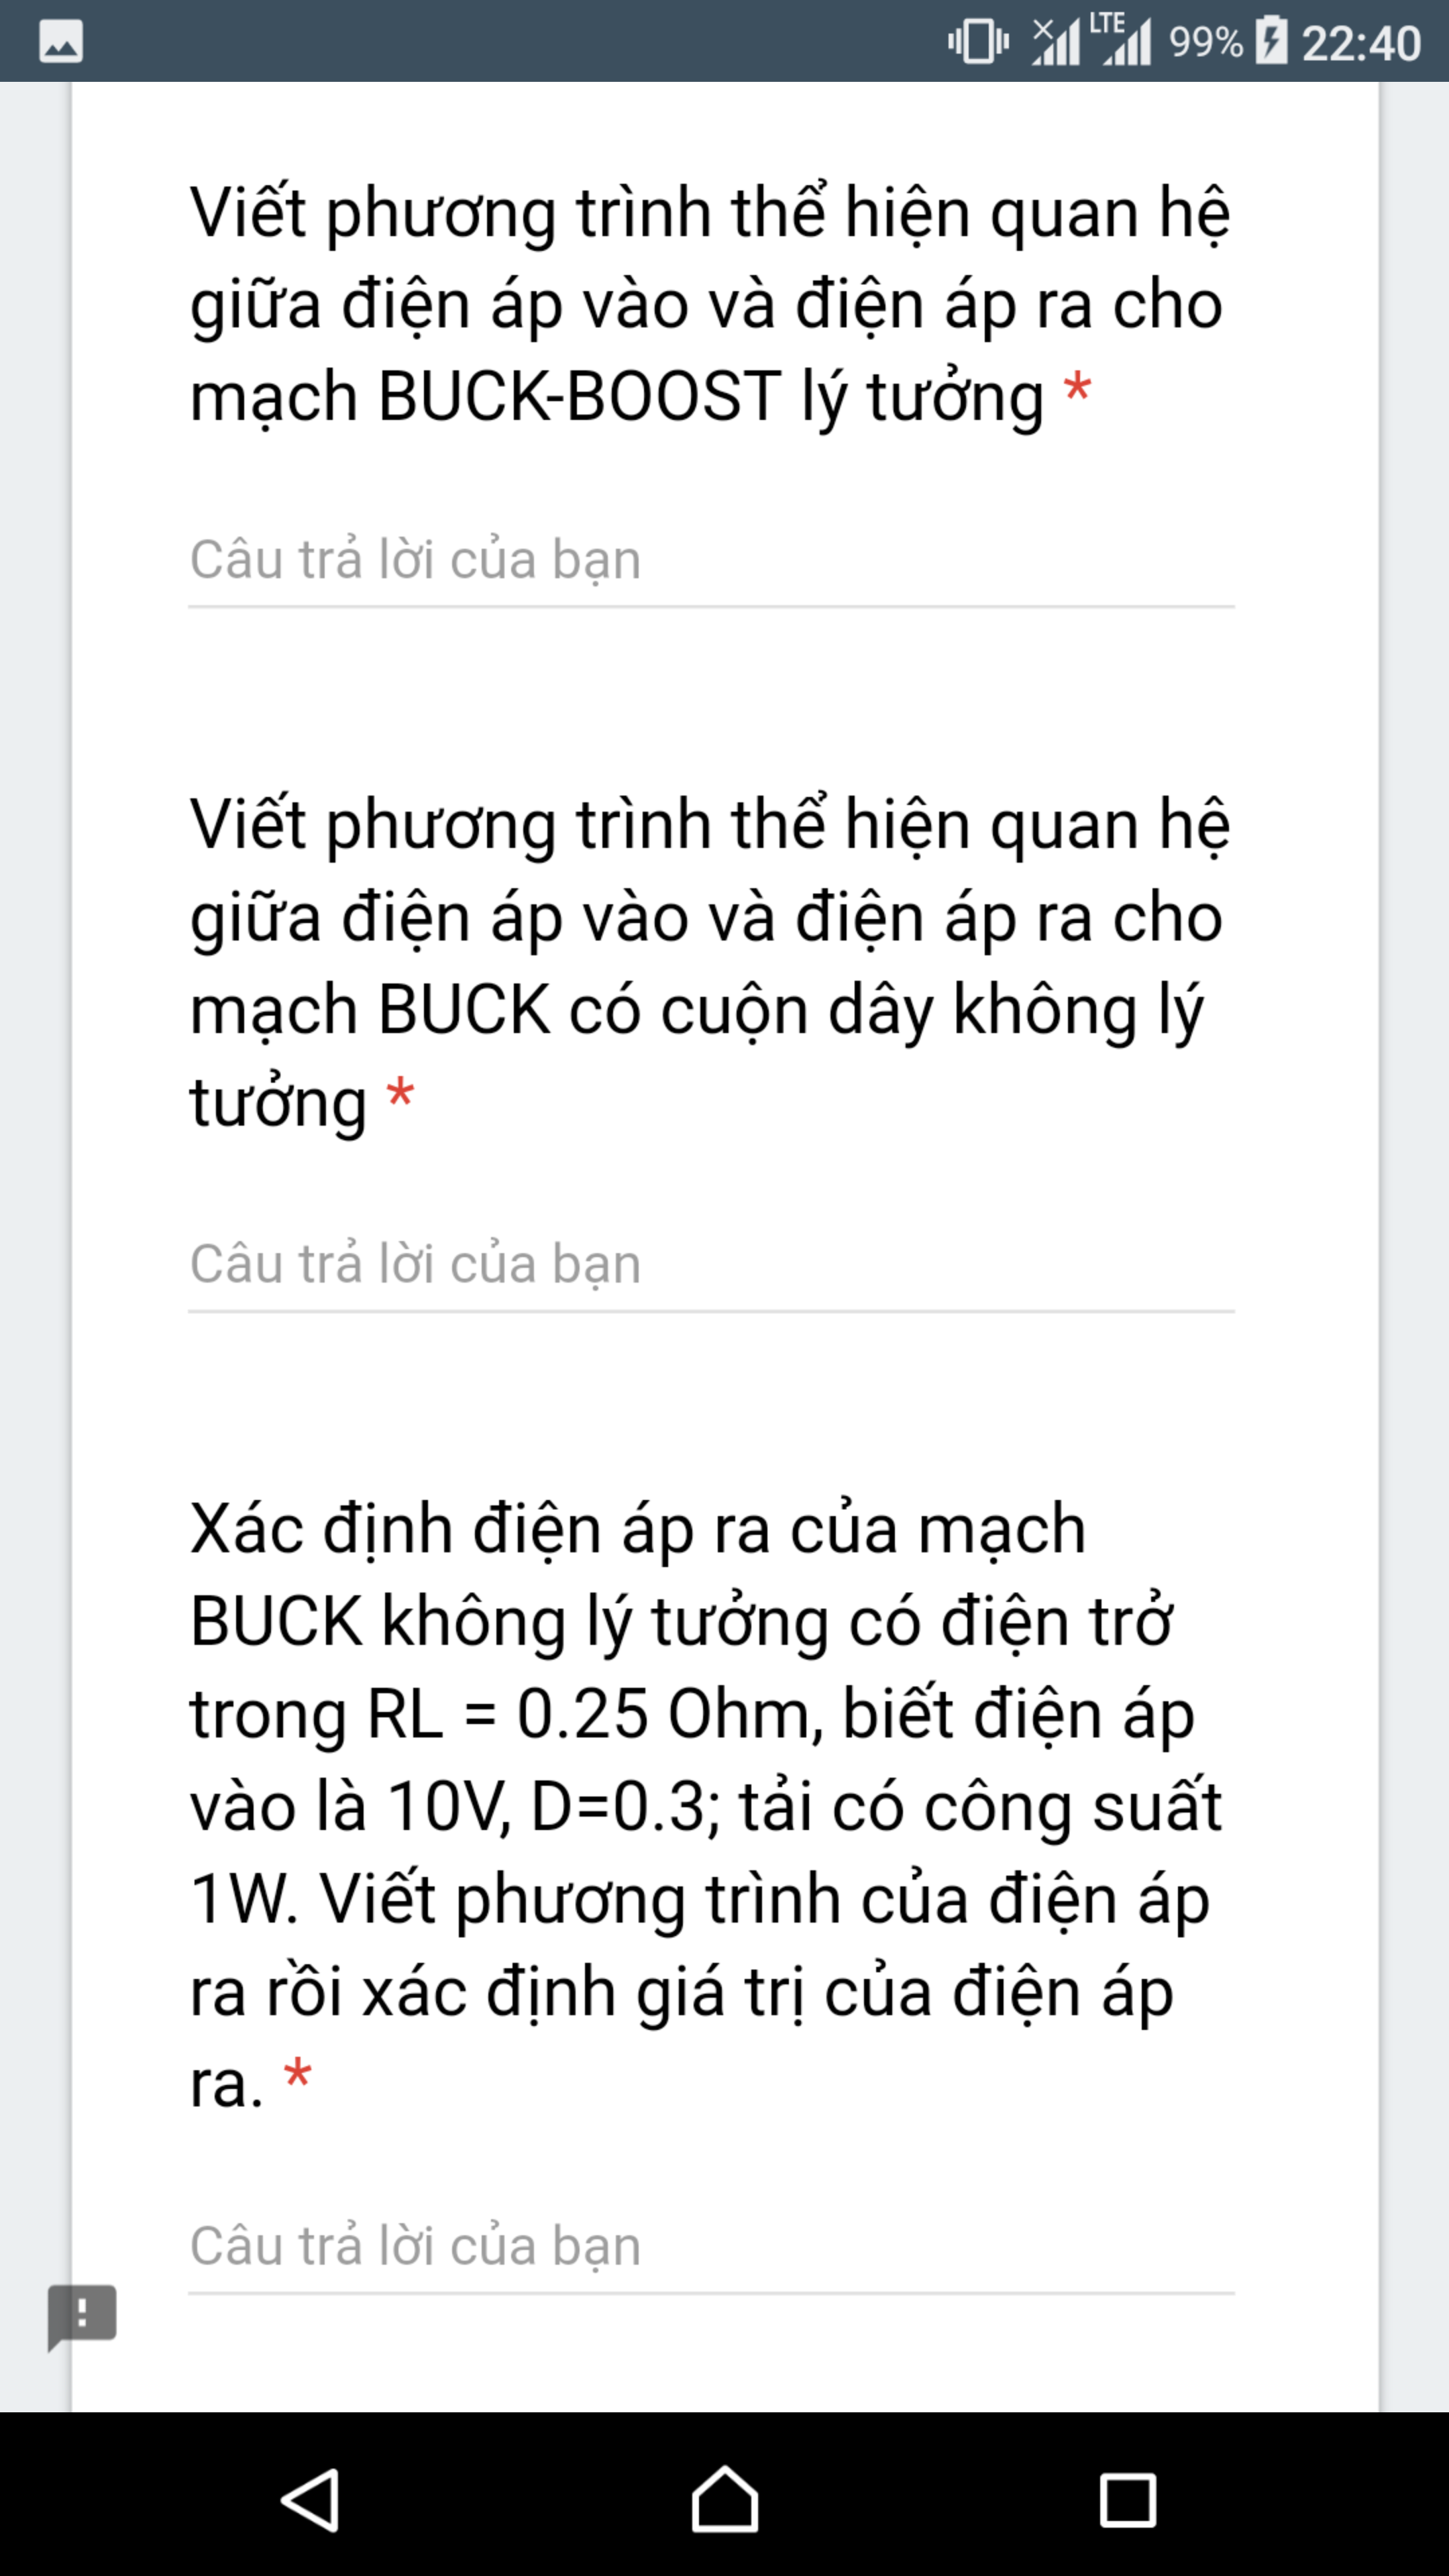 LTE 99% 22:40
Viết phương trình thể hiện quan hệ
giữa điện áp vào và điện áp ra cho
mạch BUCK-BOOST lý tưởng *
Câu trả lời của bạn
Viết phương trình thể hiện quan hệ
giữa điện áp vào và điện áp ra cho
mạch BUCK có cuộn dây không lý
tưởng *
Câu trả lời của bạn
Xác định điện áp ra của mạch
BUCK không lý tưởng có điện trở
trong RL = 0.25 Ohm, biết điện áp
vào là 10V, D=0.3; tải có công suất
1W. Viết phương trình của điện áp
ra rồi xác định giá trị của điện áp
ra. *
Câu trả lời của bạn